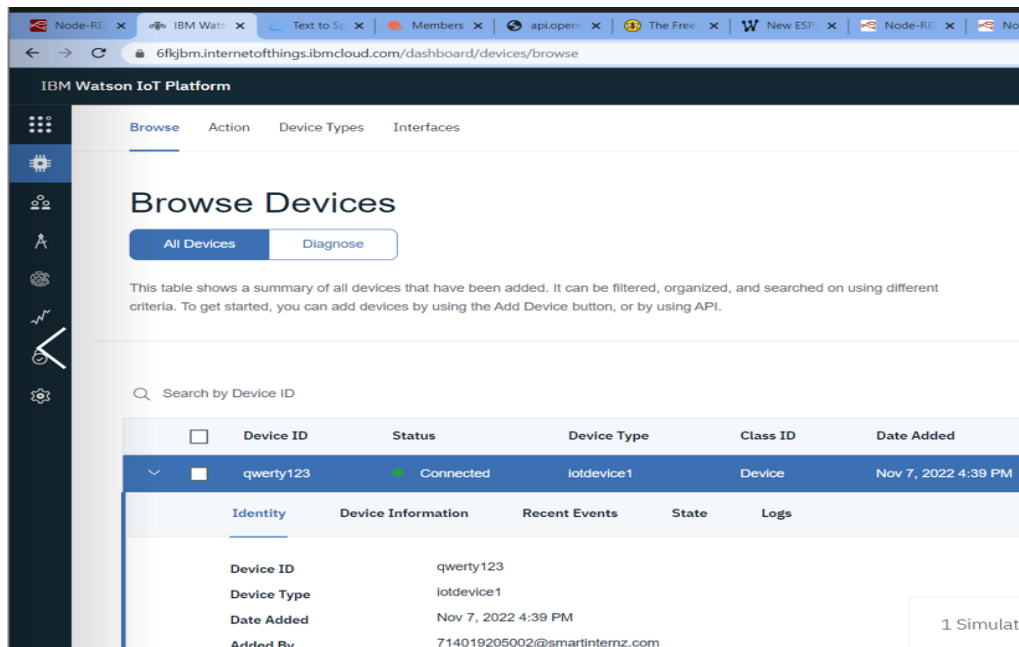 Node-RE IBM Wats Text to Sp Members api.open The Free New ESP Node-RE No
6fkjbm.internetofthings.ibmcloud.com/dashboard/devices/browse
IBM Watson IoT Platform
Browse Action Device Types Interfaces
Browse Devices
All Devices Diagnose
This table shows a summary of all devices that have been added. It can be filtered, organized, and searched on using different
criteria. To get started, you can add devices by using the Add Device button, or by using API.
Search by Device ID
Device ID Status Device Type Class ID Date Added
qwerty123 Connected iotdevice1 Device Nov 7, 2022 4:39 PM
Identity Device Information Recent Events State Logs
Device ID qwerty123
Device Type iotdevice1
Date Added Nov 7, 2022 4:39 PM
1 Simulat
Added By 714019205002@smartinternz.com